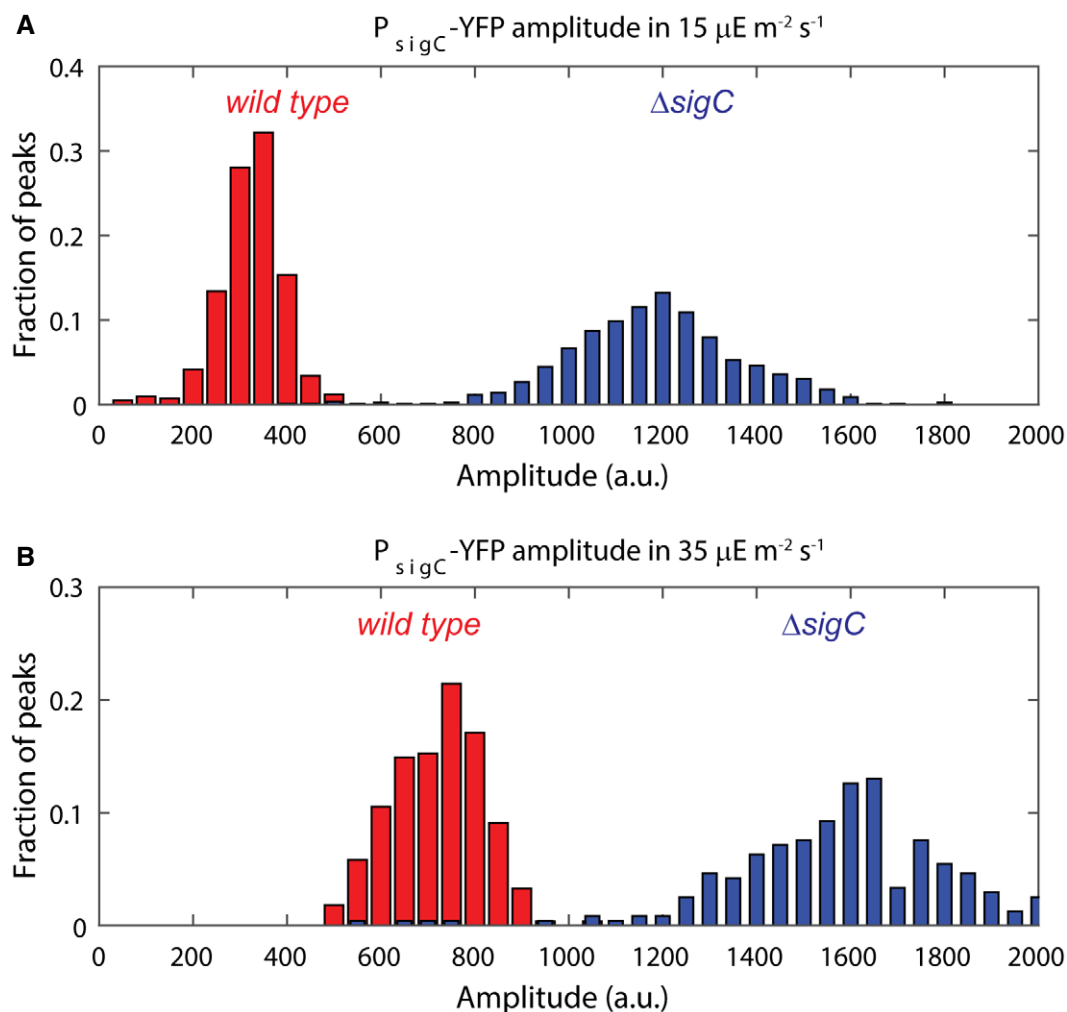 A
P sigC-YFP amplitude in 15 μE m-2 s-1
0.4
wild type
ΔsigC
0.3
0.2
0.1
0
Fraction of peaks
0 200 400 600 800 1000 1200 1400 1600 1800 2000
Amplitude (a.u.)
B
P sigC-YFP amplitude in 35 μE m-2 s-1
0.3
wild type
ΔsigC
0.2
0.1
0
Fraction of peaks
0 200 400 600 800 1000 1200 1400 1600 1800 2000
Amplitude (a.u.)